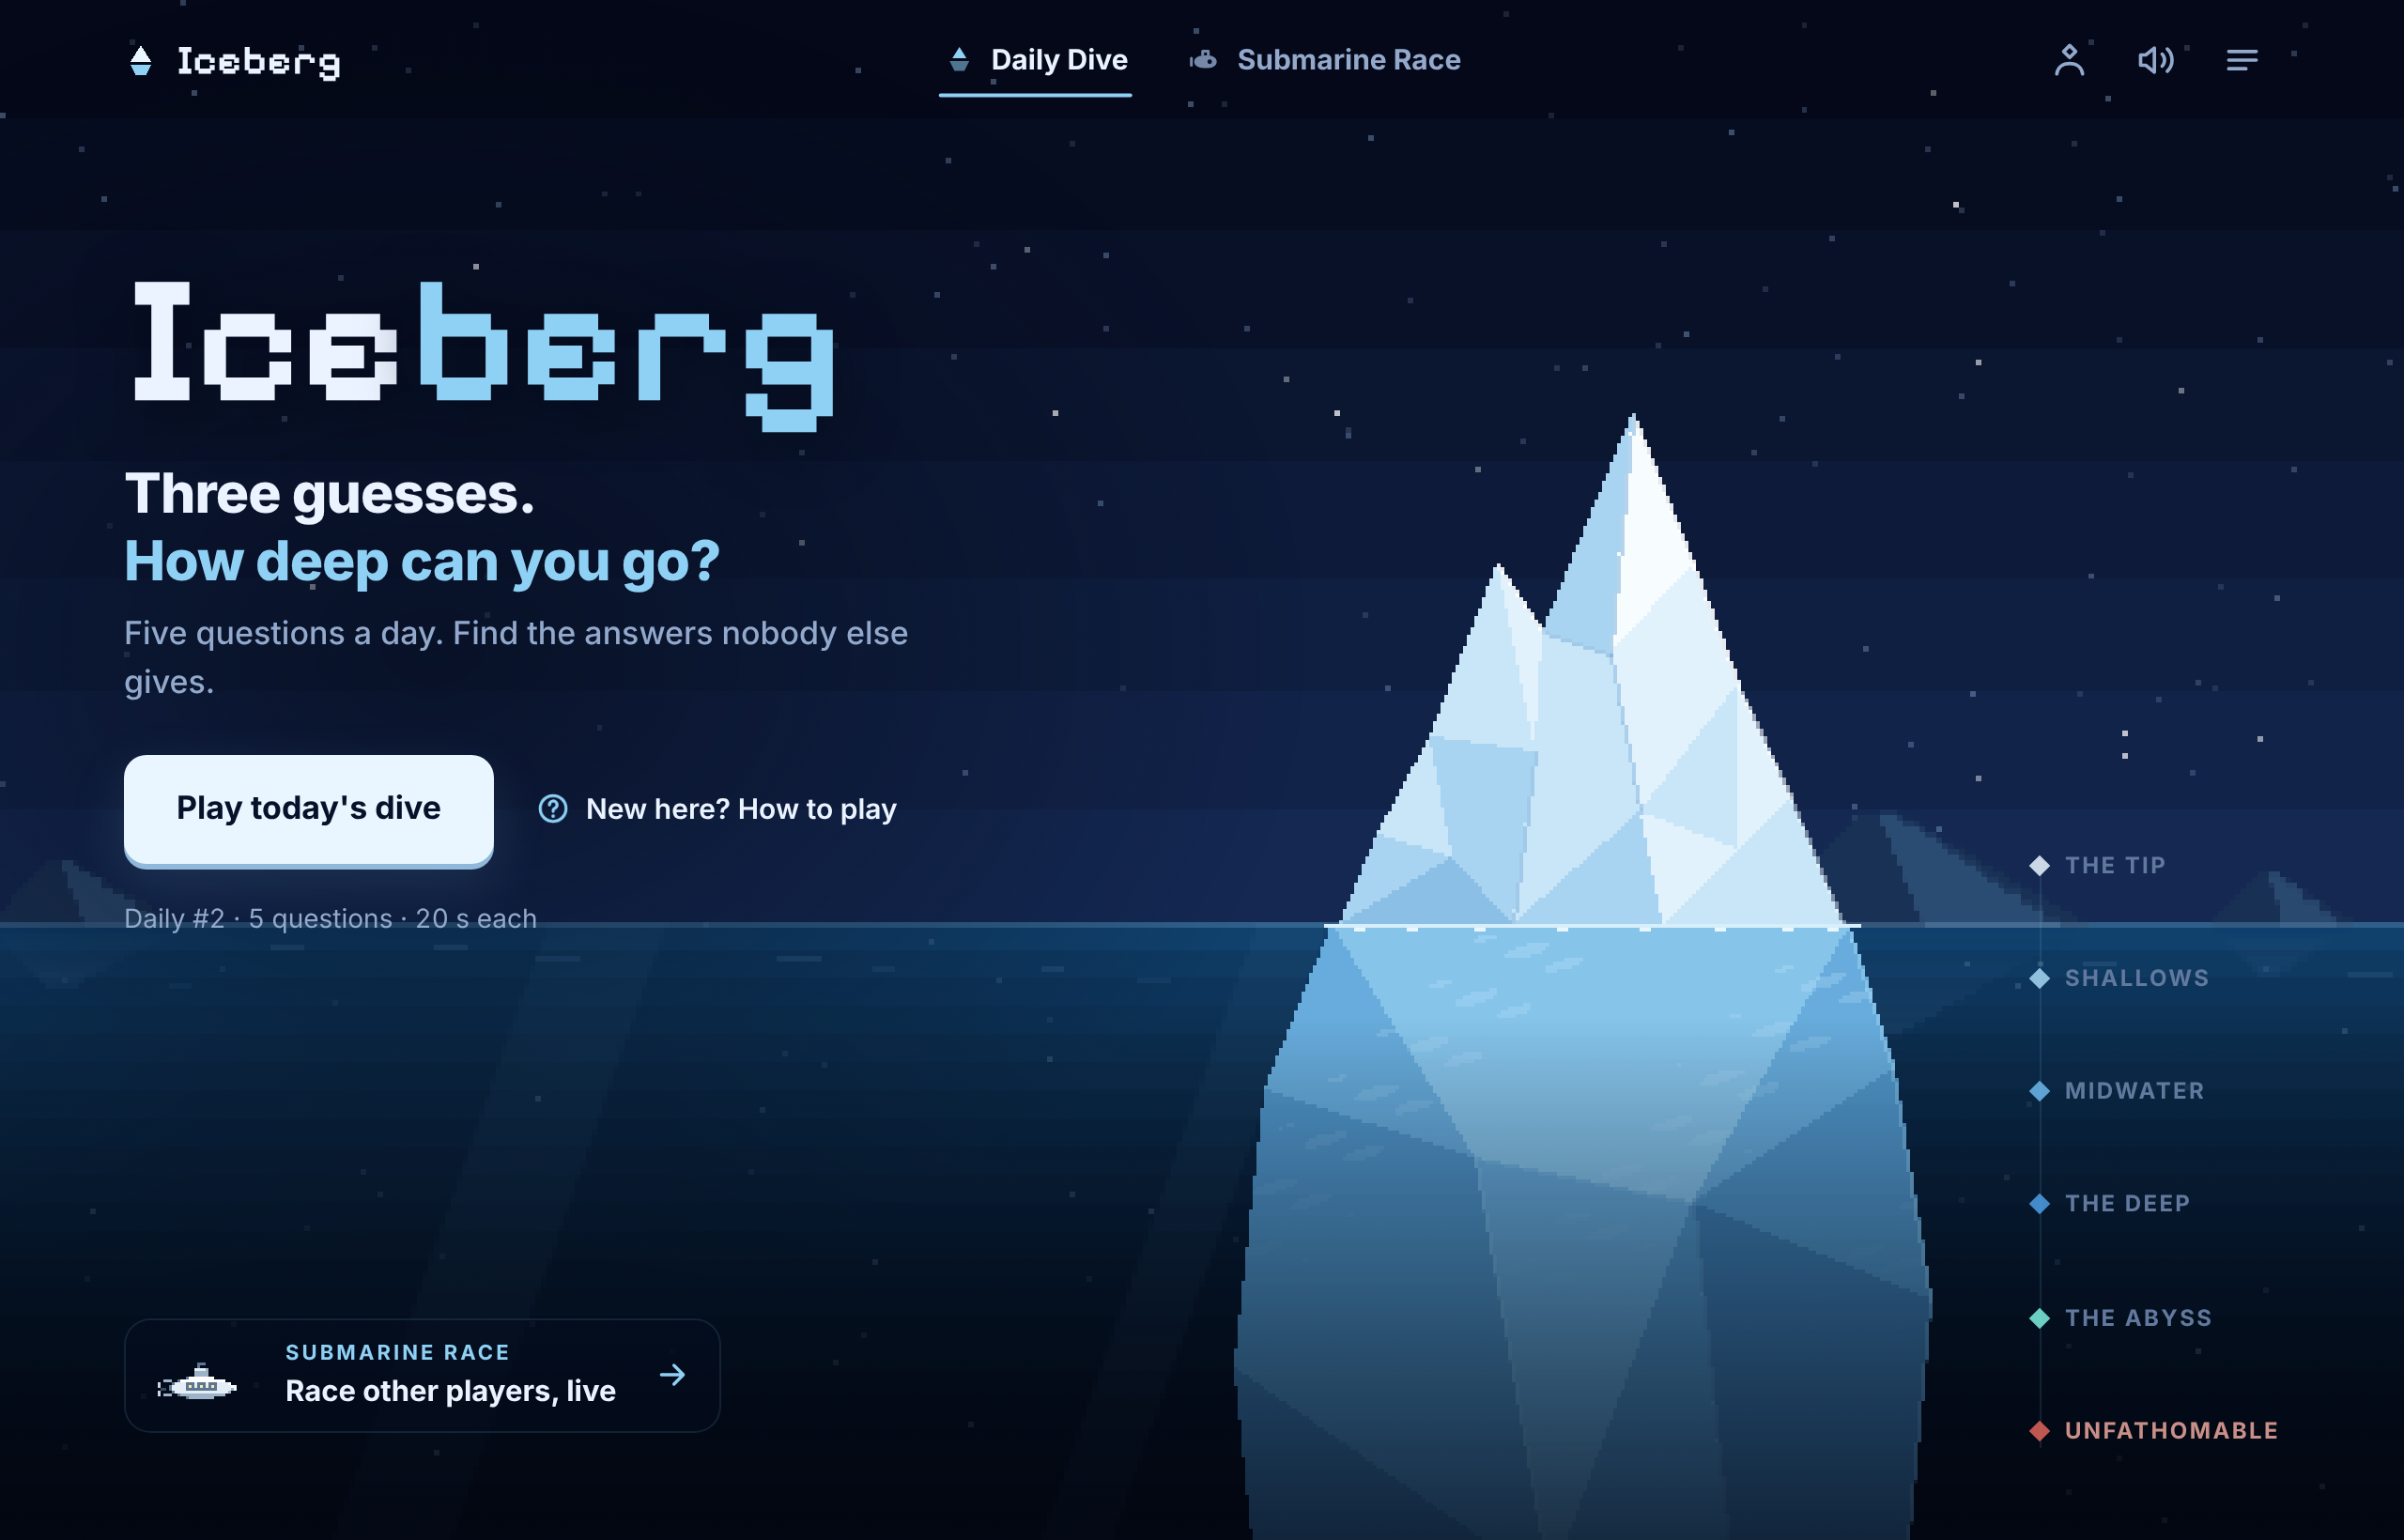 Iceberg
Daily Dive
Submarine Race
Iceberg
Three guesses.
How deep can you go?
Five questions a day. Find the answers nobody else
gives.
Play today's dive
New here? How to play
Daily #2 · 5 questions · 20 s each
THE TIP
SHALLOWS
MIDWATER
THE DEEP
THE ABYSS
UNFATHOMABLE
SUBMARINE RACE
Race other players, live